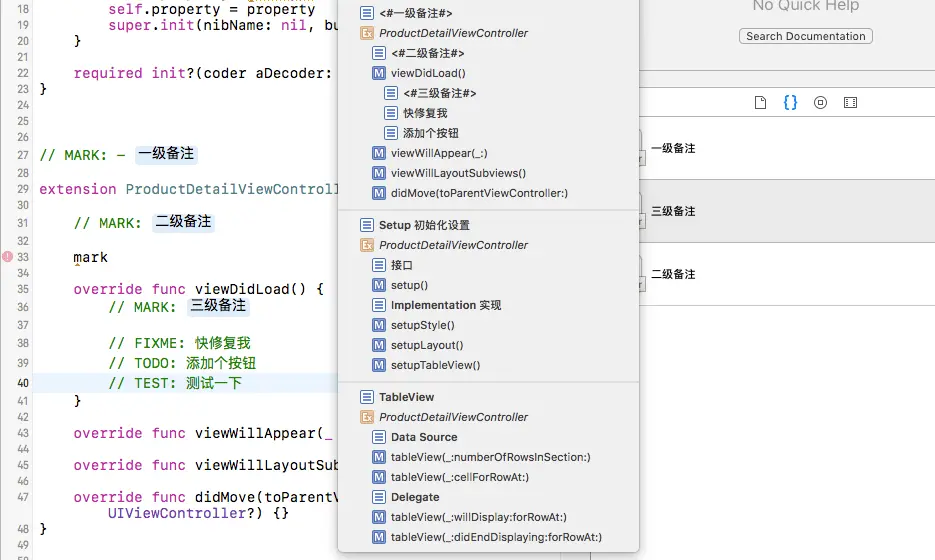 18 self.property = property
19 super.init(nibName: nil, bu
20 }
21
22 required init?(coder aDecoder:
23 }
24
25
26
27 // MARK: – 一级备注
28
29 extension ProductDetailViewControll
30
31 // MARK: 二级备注
32
33 mark
34
35 override func viewDidLoad() {
36 // MARK: 三级备注
37
38 // FIXME: 快修复我
39 // TODO: 添加个按钮
40 // TEST: 测试一下
41 }
42
43 override func viewWillAppear(_
44
45 override func viewWillLayoutSub
46
47 override func didMove(toParentV
UIViewController?) {}
48 }
49
<#一级备注#>
Ex ProductDetailViewController
<#二级备注#>
M viewDidLoad()
<#三级备注#>
快修复我
添加个按钮
M viewWillAppear(_:)
M viewWillLayoutSubviews()
M didMove(toParentViewController:)
Setup 初始化设置
Ex ProductDetailViewController
接口
M setup()
Implementation 实现
M setupStyle()
M setupLayout()
M setupTableView()
TableView
Ex ProductDetailViewController
Data Source
M tableView(_:numberOfRowsInSection:)
M tableView(_:cellForRowAt:)
Delegate
M tableView(_:willDisplay:forRowAt:)
M tableView(_:didEndDisplaying:forRowAt:)
No Quick Help
Search Documentation
一级备注
三级备注
二级备注